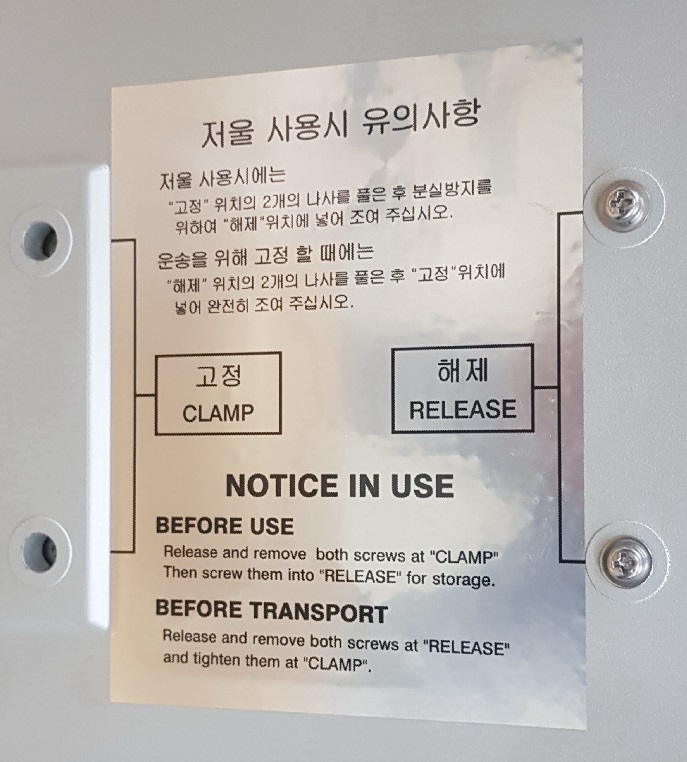 저울 사용시 유의사항
저울 사용시에는
"고정" 위치의 2개의 나사를 풀은 후 분실방지를
위하여 "해제"위치에 넣어 조여 주십시오.
운송을 위해 고정 할 때에는
"해제" 위치의 2개의 나사를 풀은 후 "고정"위치에
넣어 완전히 조여 주십시오.
고정
CLAMP
해제
RELEASE
NOTICE IN USE
BEFORE USE
Release and remove both screws at "CLAMP"
Then screw them into "RELEASE" for storage.
BEFORE TRANSPORT
Release and remove both screws at "RELEASE"
and tighten them at "CLAMP".